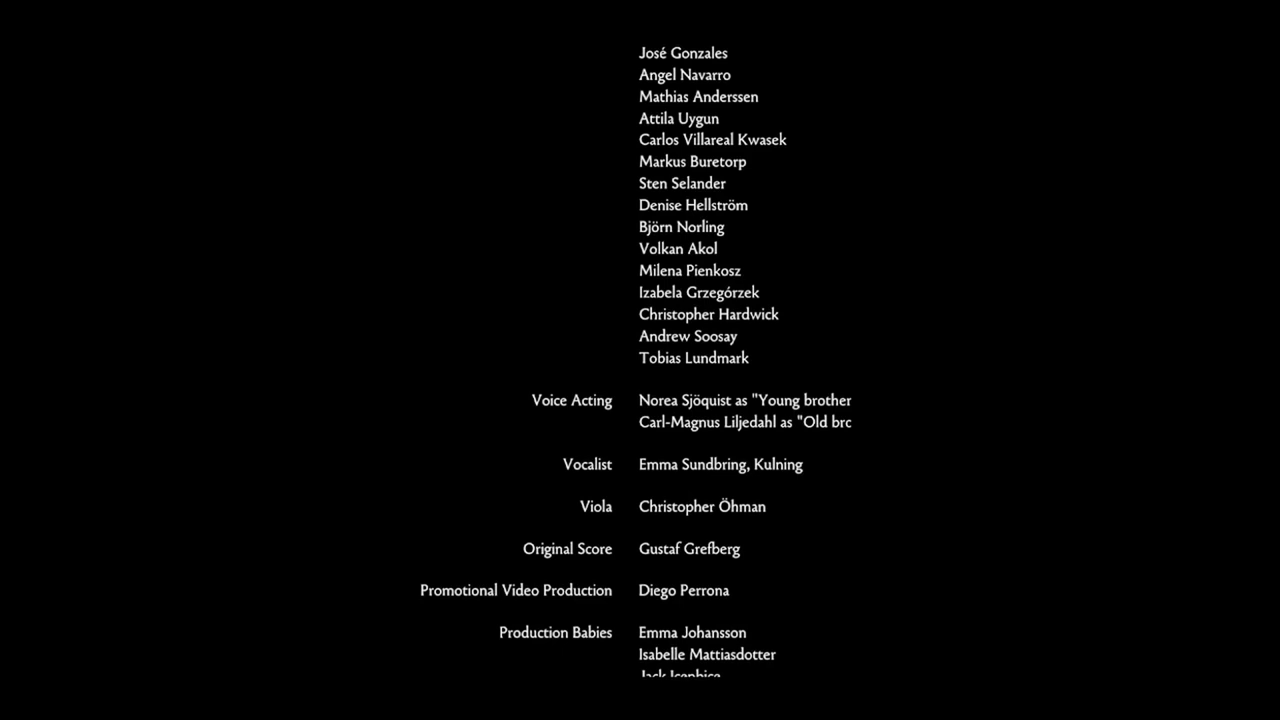 José Gonzales
Angel Navarro
Mathias Anderssen
Attila Uygun
Carlos Villareal Kwasek
Markus Buretorp
Sten Selander
Denise Hellström
Björn Norling
Volkan Akol
Milena Pienkosz
Izabela Grzegórzek
Christopher Hardwick
Andrew Soosay
Tobias Lundmark
Voice Acting Norea Sjöquist as "Young brother
Carl-Magnus Liljedahl as "Old
Vocalist Emma Sundbring, Kulning
Viola Christopher Öhman
Original Score Gustaf Grefberg
Promotional Video Production Diego Perrona
Production Babies Emma Johansson
Isabelle Mattiasdotter
Jack